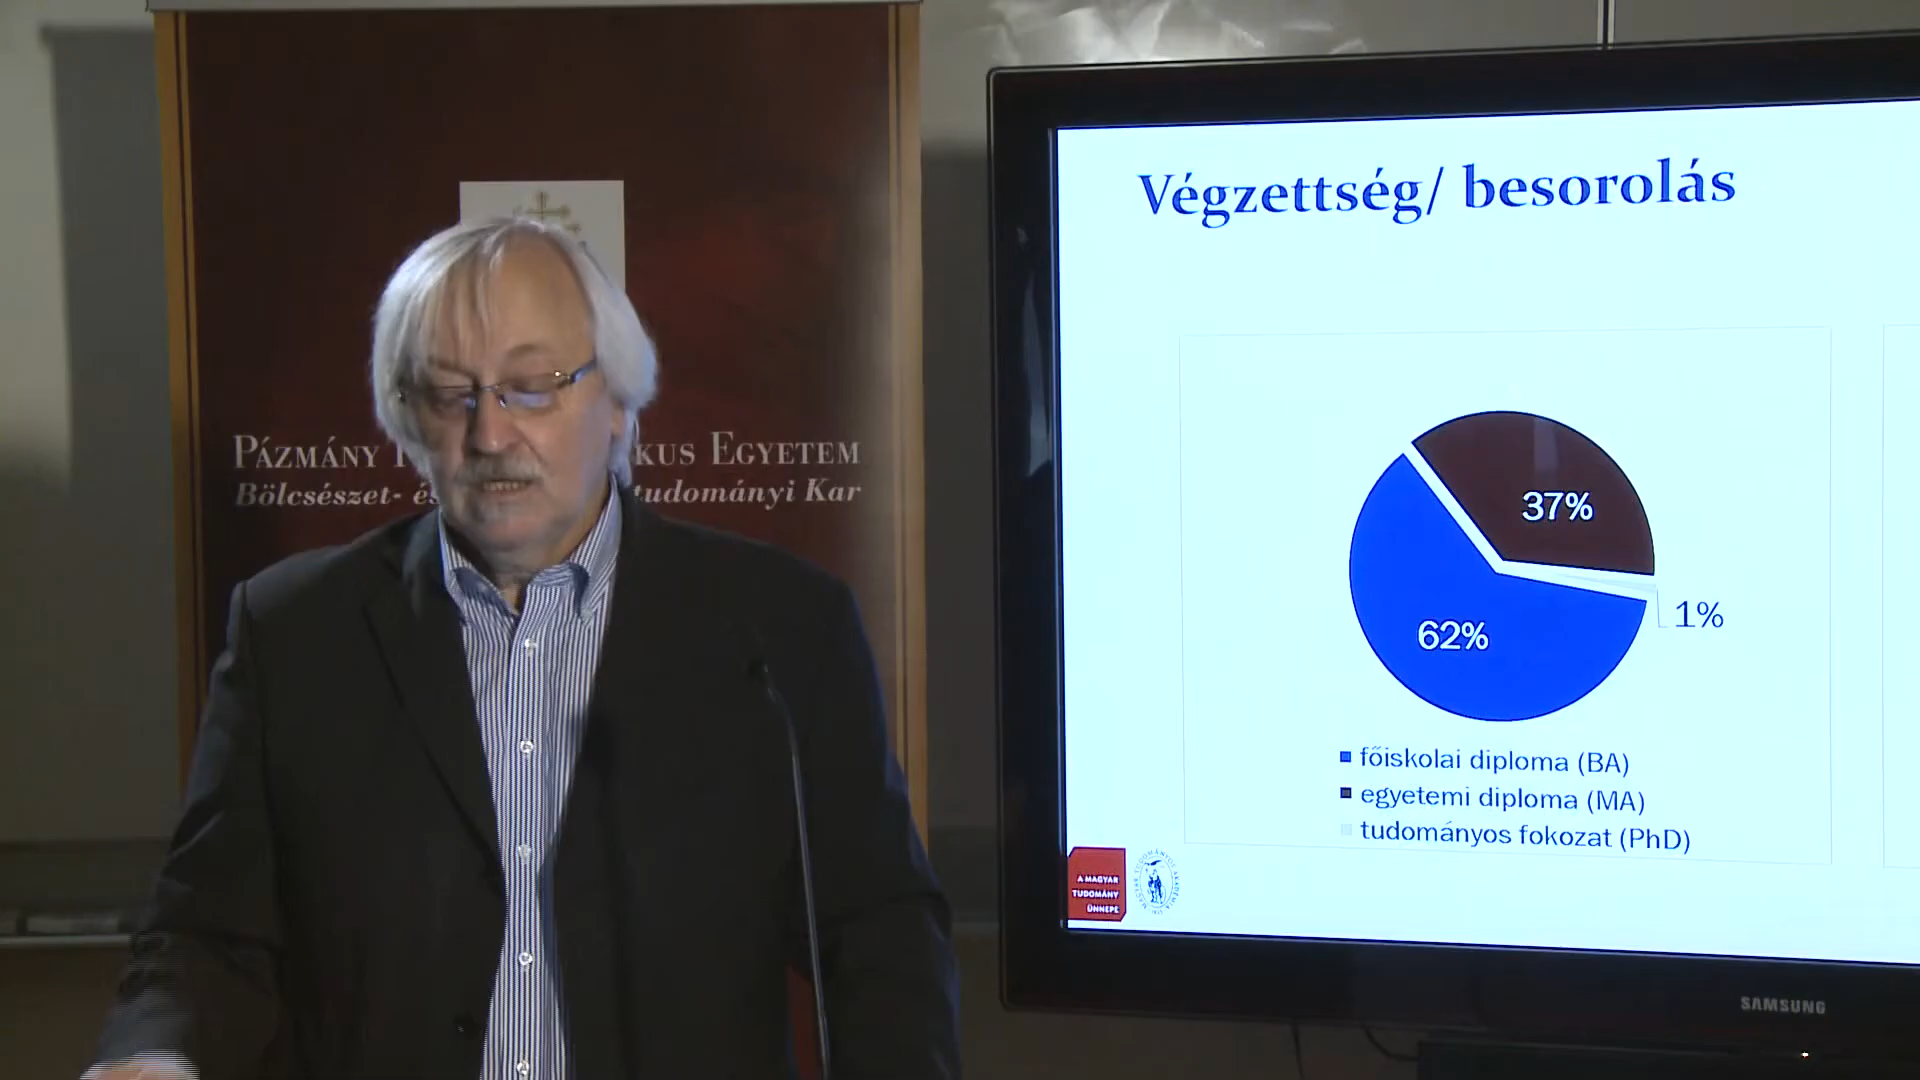 PÁZMÁNY KUS EGYETEM
Bölcsészet- és tudományi Kar
Végzettség/ besorolás
37%
62%
1%
főiskolai diploma (BA)
egyetemi diploma (MA)
tudományos fokozat (PhD)
A MAGYAR
TUDOMÁNY
ÜNNEPE
SAMSUNG